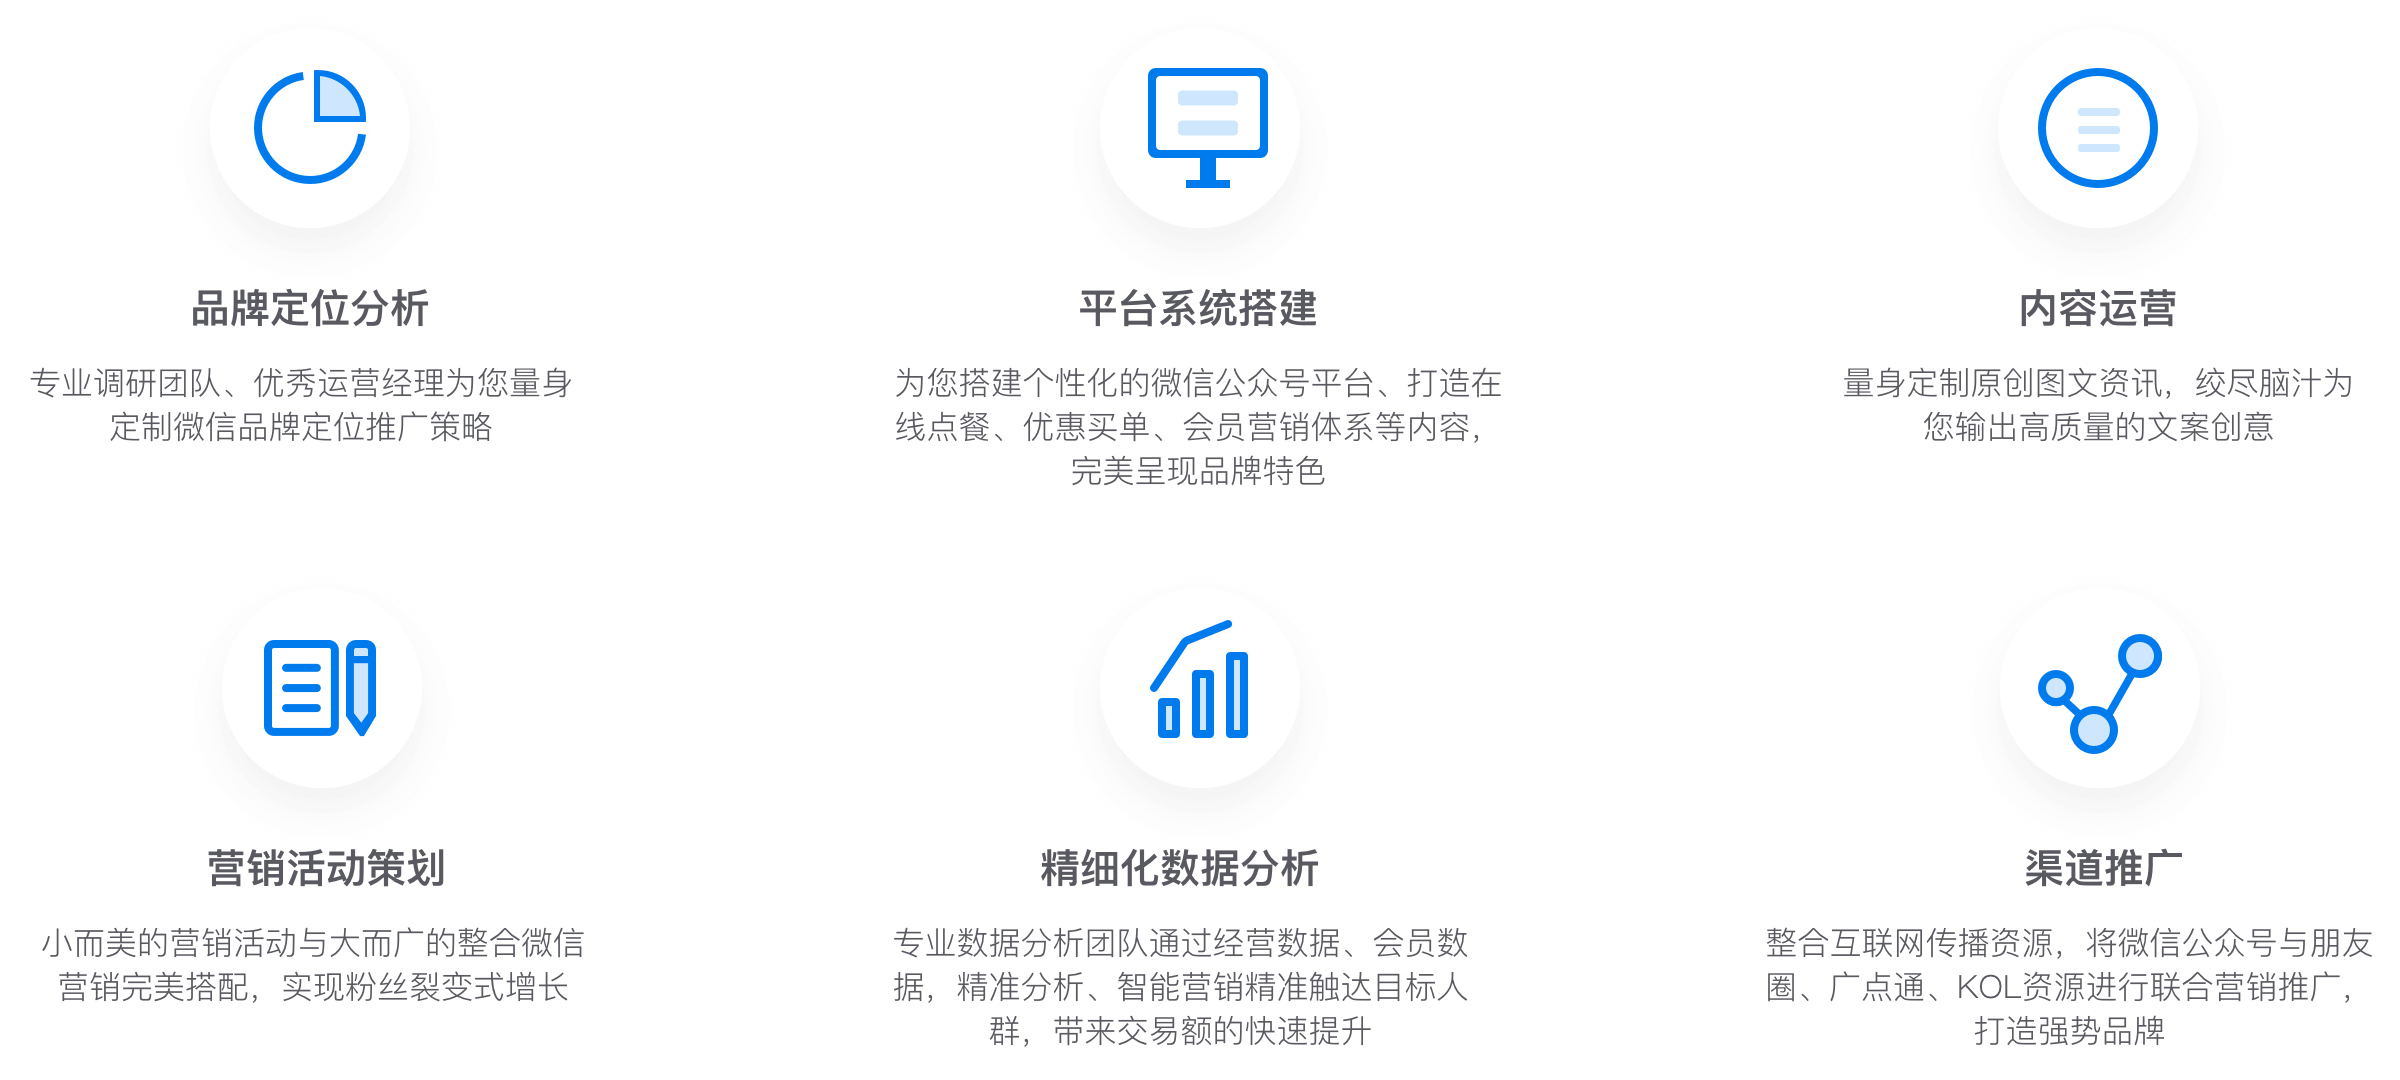 品牌定位分析
专业调研团队、优秀运营经理为您量身
定制微信品牌定位推广策略
平台系统搭建
为您搭建个性化的微信公众号平台、打造在
线点餐、优惠买单、会员营销体系等内容，
完美呈现品牌特色
内容运营
量身定制原创图文资讯，绞尽脑汁为
您输出高质量的文案创意
营销活动策划
小而美的营销活动与大而广的整合微信
营销完美搭配，实现粉丝裂变式增长
精细化数据分析
专业数据分析团队通过经营数据、会员数
据，精准分析、智能营销精准触达目标人
群，带来交易额的快速提升
渠道推广
整合互联网传播资源，将微信公众号与朋友
圈、广点通、KOL资源进行联合营销推广，
打造强势品牌